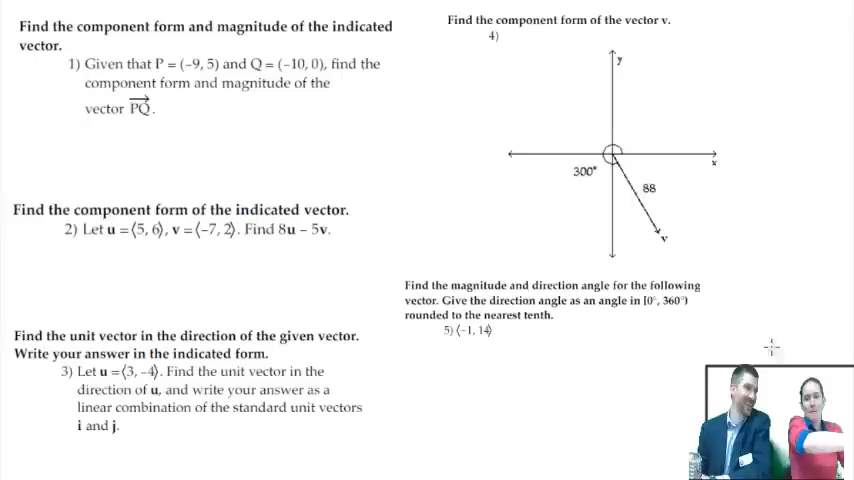 Find the component form and magnitude of the indicated
vector.
1) Given that P = (−9, 5) and Q = (−10, 0), find the
component form and magnitude of the
vector PQ.
Find the component form of the indicated vector.
2) Let u = ⟨5, 6⟩, v = ⟨−7, 2⟩. Find 8u − 5v.
Find the unit vector in the direction of the given vector.
Write your answer in the indicated form.
3) Let u = ⟨3, −4⟩. Find the unit vector in the
direction of u, and write your answer as a
linear combination of the standard unit vectors
i and j.
Find the component form of the vector v.
4)
y
x
300°
88
v
Find the magnitude and direction angle for the following
vector. Give the direction angle as an angle in [0°, 360°)
rounded to the nearest tenth.
5) ⟨−1, 14⟩